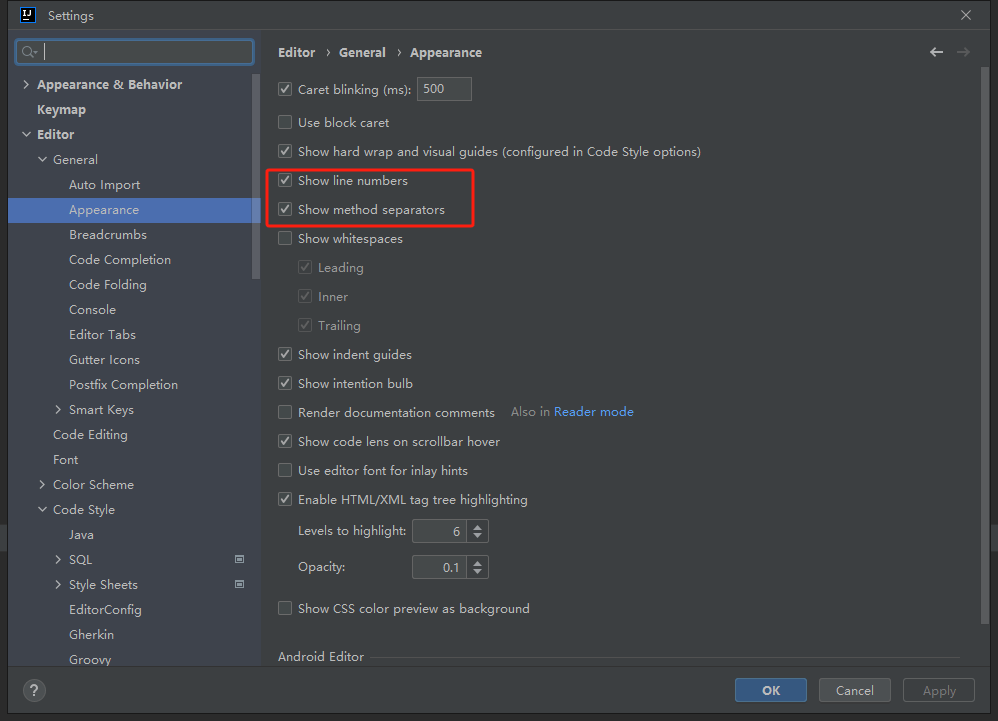 IJ Settings
Appearance & Behavior
Keymap
Editor
General
Auto Import
Appearance
Breadcrumbs
Code Completion
Code Folding
Console
Editor Tabs
Gutter Icons
Postfix Completion
Smart Keys
Code Editing
Font
Color Scheme
Code Style
Java
SQL
Style Sheets
EditorConfig
Gherkin
Groovy
Editor › General › Appearance
Caret blinking (ms): 500
Use block caret
Show hard wrap and visual guides (configured in Code Style options)
Show line numbers
Show method separators
Show whitespaces
Leading
Inner
Trailing
Show indent guides
Show intention bulb
Render documentation comments Also in Reader mode
Show code lens on scrollbar hover
Use editor font for inlay hints
Enable HTML/XML tag tree highlighting
Levels to highlight: 6
Opacity: 0.1
Show CSS color preview as background
Android Editor
? OK Cancel Apply